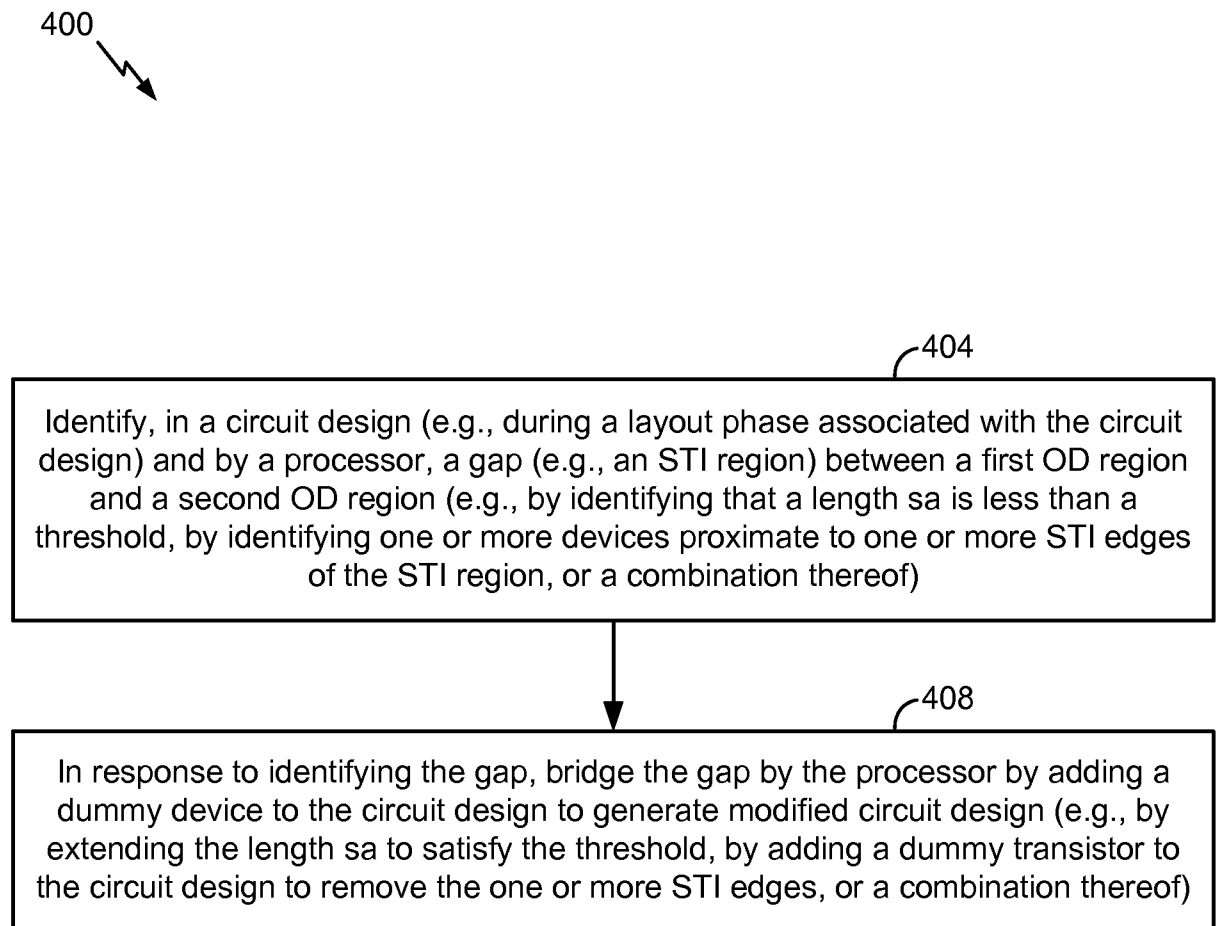 400
404
Identify, in a circuit design (e.g., during a layout phase associated with the circuit
design) and by a processor, a gap (e.g., an STI region) between a first OD region
and a second OD region (e.g., by identifying that a length sa is less than a
threshold, by identifying one or more devices proximate to one or more STI edges
of the STI region, or a combination thereof)
408
In response to identifying the gap, bridge the gap by the processor by adding a
dummy device to the circuit design to generate modified circuit design (e.g., by
extending the length sa to satisfy the threshold, by adding a dummy transistor to
the circuit design to remove the one or more STI edges, or a combination thereof)